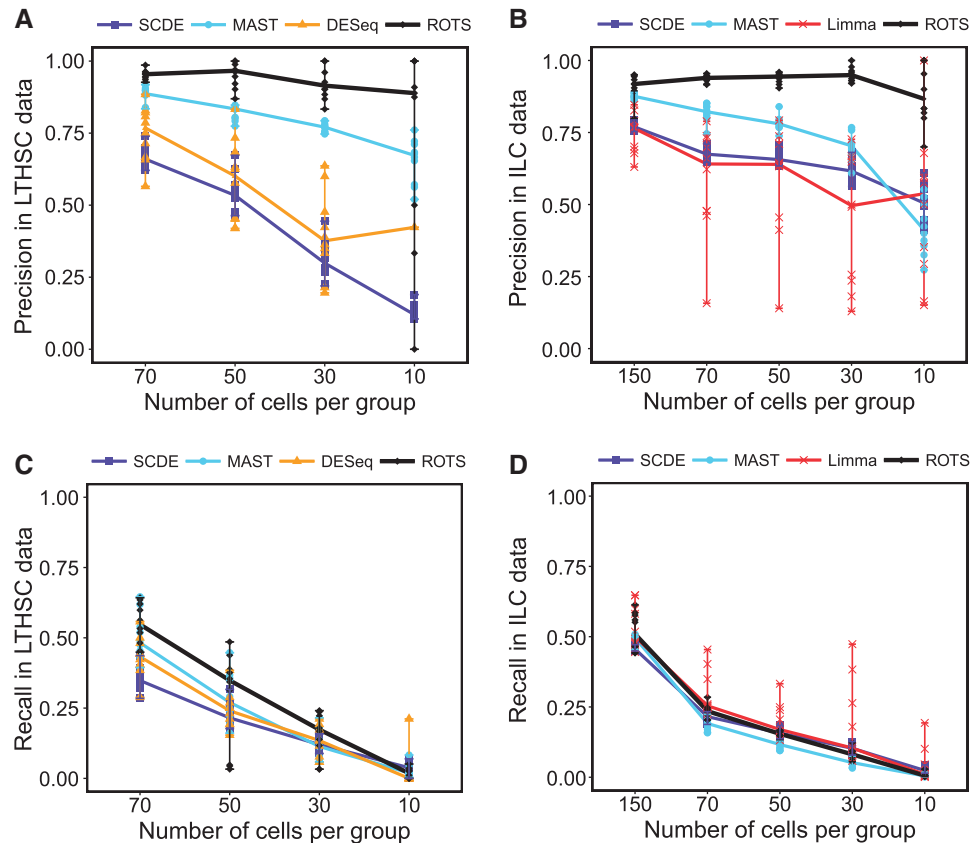 A
SCDE MAST DESeq ROTS
1.00
0.75
0.50
0.25
0.00
Precision in LTHSC data
70 50 30 10
Number of cells per group
B
SCDE MAST Limma ROTS
1.00
0.75
0.50
0.25
0.00
Precision in ILC data
150 70 50 30 10
Number of cells per group
C
SCDE MAST DESeq ROTS
1.00
0.75
0.50
0.25
0.00
Recall in LTHSC data
70 50 30 10
Number of cells per group
D
SCDE MAST Limma ROTS
1.00
0.75
0.50
0.25
0.00
Recall in ILC data
150 70 50 30 10
Number of cells per group